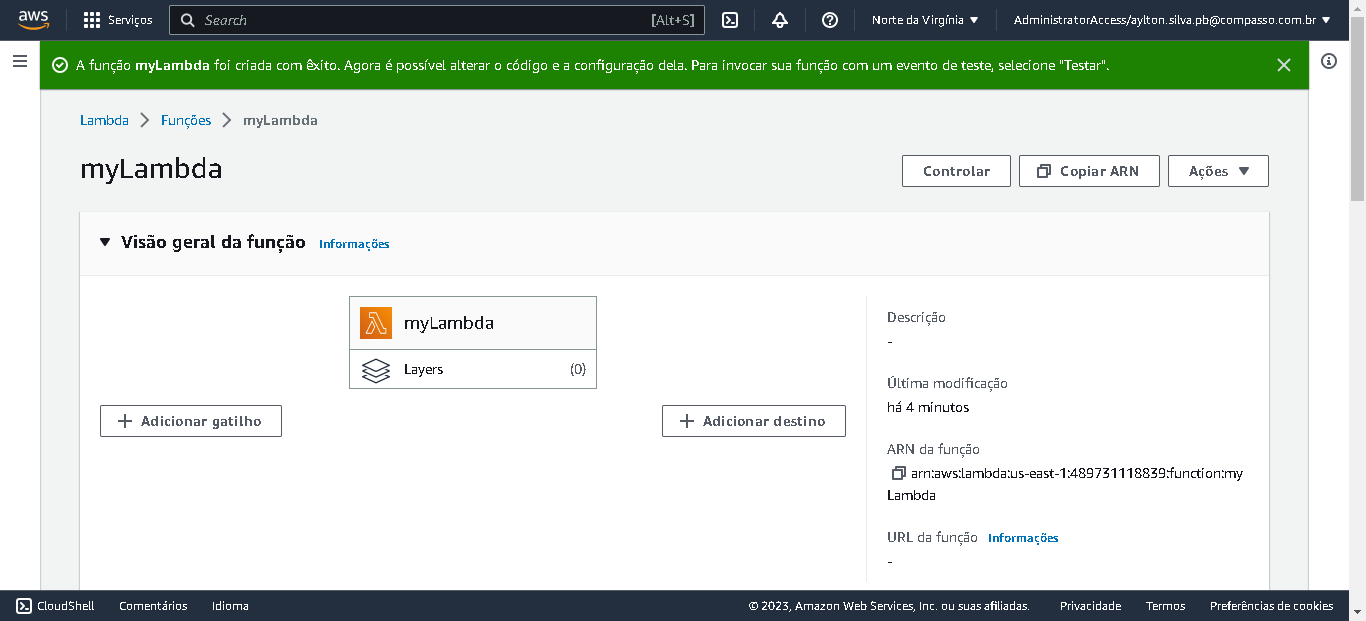 aws
Serviços
Search
[Alt+S]
Norte da Virgínia
AdministratorAccess/aylton.silva.pb@compasso.com.br
A função myLambda foi criada com êxito. Agora é possível alterar o código e a configuração dela. Para invocar sua função com um evento de teste, selecione "Testar".
Lambda
Funções
myLambda
myLambda
Controlar
Copiar ARN
Ações
Visão geral da função
Informações
myLambda
Layers
(0)
Adicionar gatilho
Adicionar destino
Descrição
-
Última modificação
há 4 minutos
ARN da função
arn:aws:lambda:us-east-1:489731118839:function:my
Lambda
URL da função
Informações
-
CloudShell
Comentários
Idioma
© 2023, Amazon Web Services, Inc. ou suas afiliadas.
Privacidade
Termos
Preferências de cookies